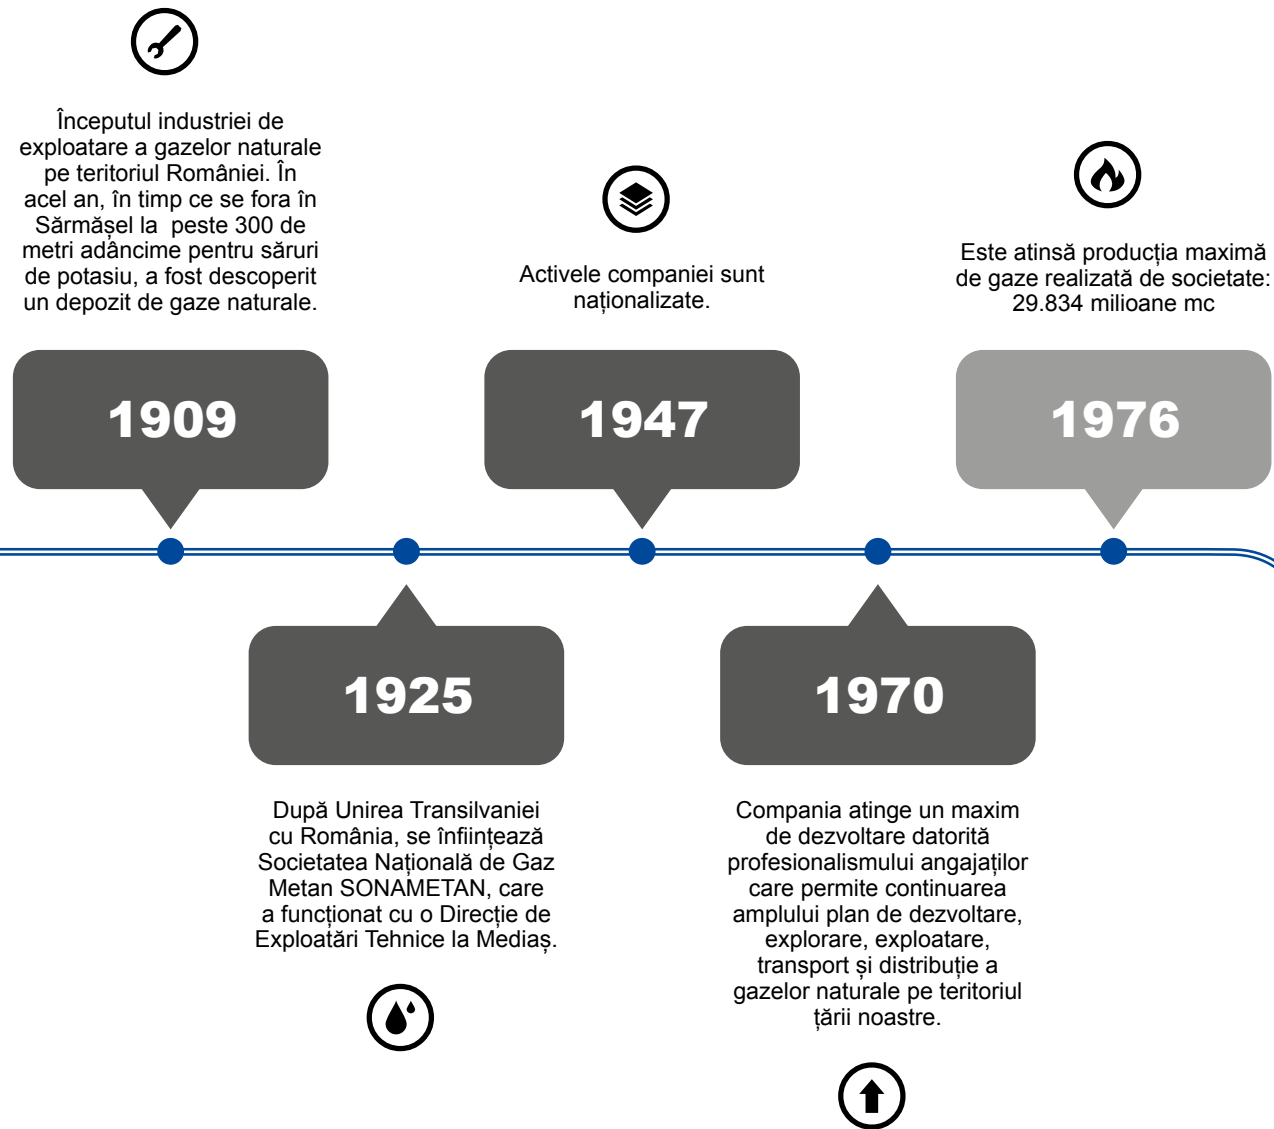 Începutul industriei de
exploatare a gazelor naturale
pe teritoriul României. În
acel an, în timp ce se fora în
Sărmășel la  peste 300 de
metri adâncime pentru săruri
de potasiu, a fost descoperit
un depozit de gaze naturale.
1909
După Unirea Transilvaniei
cu România, se înființează
Societatea Națională de Gaz
Metan SONAMETAN, care
a funcționat cu o Direcție de
Exploatări Tehnice la Mediaș.
1925
Activele companiei sunt
naționalizate.
1947
1970
Compania atinge un maxim
de dezvoltare datorită
profesionalismului angajaților
care permite continuarea
amplului plan de dezvoltare,
explorare, exploatare,
transport și distribuție a
gazelor naturale pe teritoriul
țării noastre.
Este atinsă producția maximă
de gaze realizată de societate:
29.834 milioane mc
1976